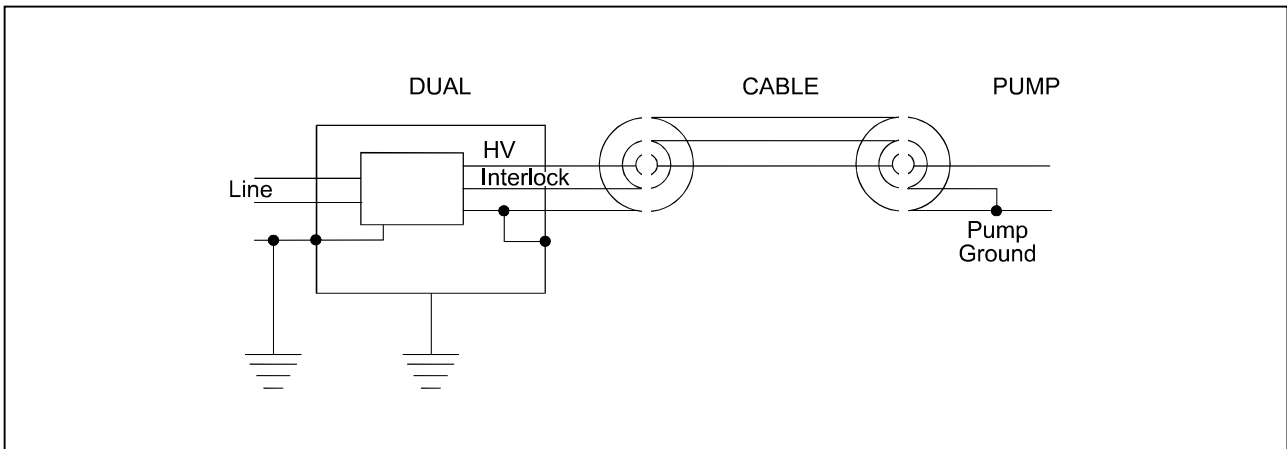 DUAL
CABLE
PUMP
HV
Interlock
Line
Pump
Ground